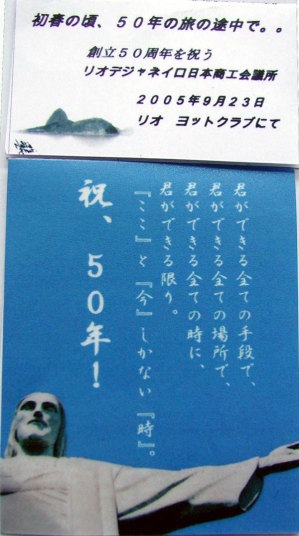 初春の頃、５０年の旅の途中で。。
創立５０周年を祝う
リオデジャネイロ日本商工会議所
２００５年９月２３日
リオ　ヨットクラブにて
君ができる全ての手段で、
君ができる全ての場所で、
君ができる全ての時に、
君ができる限り。
『ここ』と『今』しかない『時』。
祝、５０年！